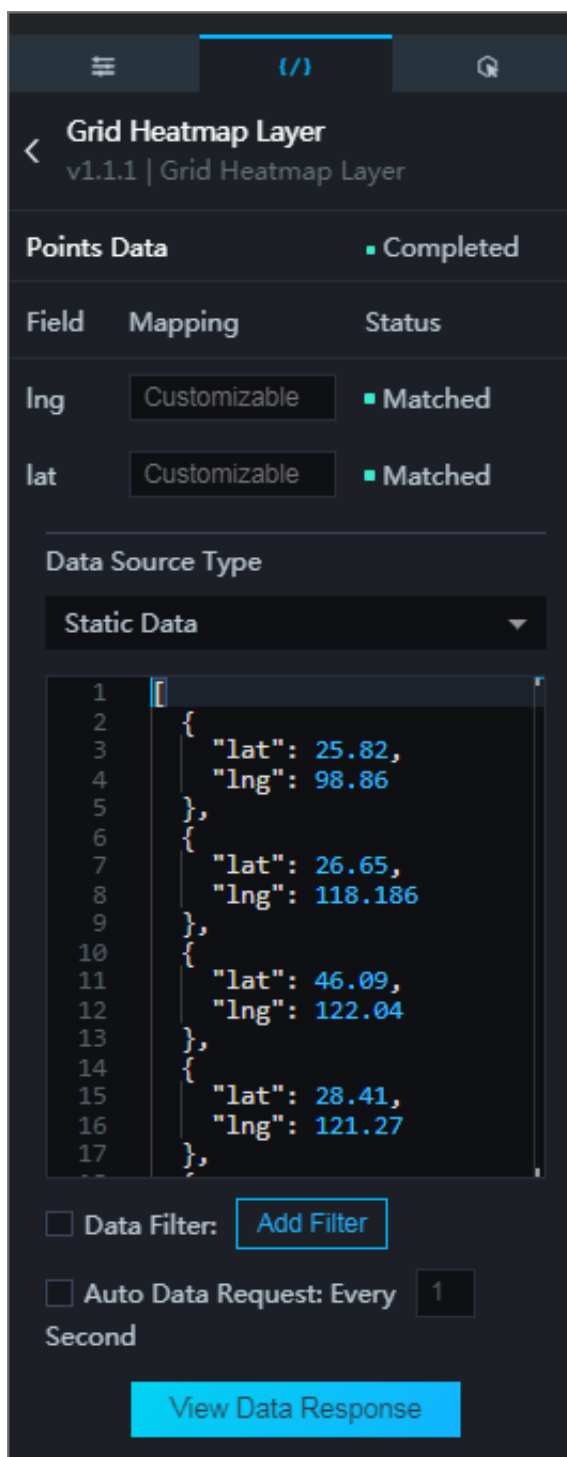 {/}
Grid Heatmap Layer
v1.1.1 | Grid Heatmap Layer
Points Data Completed
Field Mapping Status
lng Customizable Matched
lat Customizable Matched
Data Source Type
Static Data
1 [
2 {
3 "lat": 25.82,
4 "lng": 98.86
5 },
6 {
7 "lat": 26.65,
8 "lng": 118.186
9 },
10 {
11 "lat": 46.09,
12 "lng": 122.04
13 },
14 {
15 "lat": 28.41,
16 "lng": 121.27
17 },
Data Filter: Add Filter
Auto Data Request: Every 1
Second
View Data Response